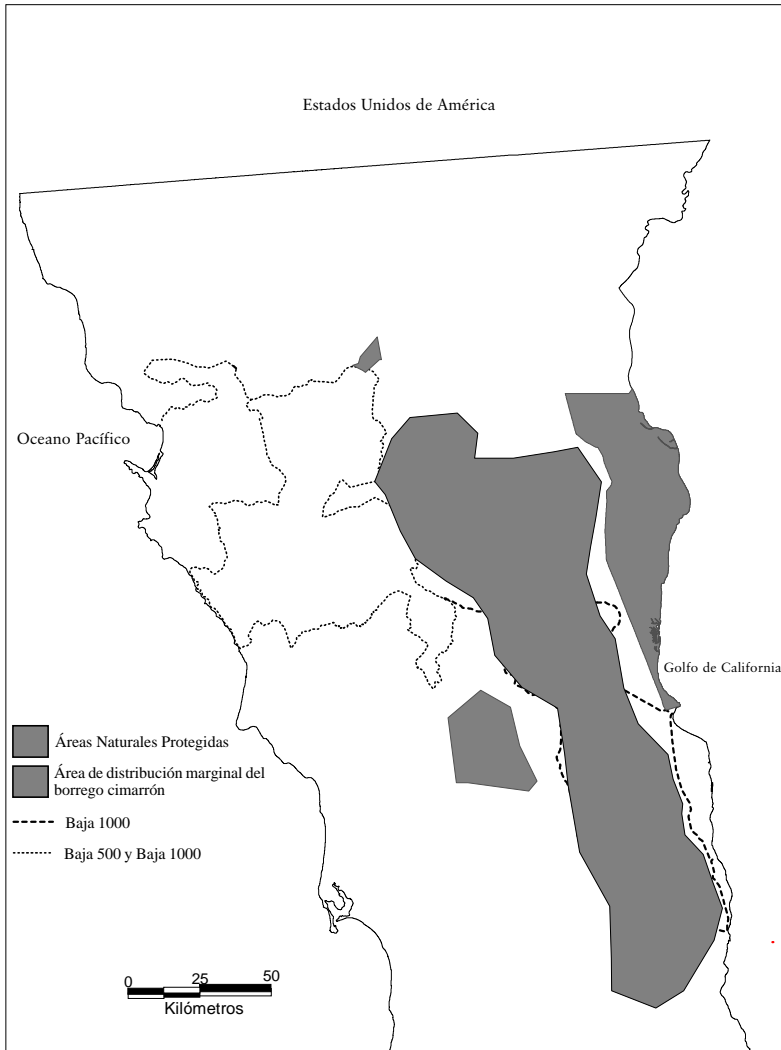 Estados Unidos de América
Oceano Pacífico
Golfo de California
Áreas Naturales Protegidas
Área de distribución marginal del
borrego cimarrón
Baja 1000
Baja 500 y Baja 1000
0 25 50
Kilómetros